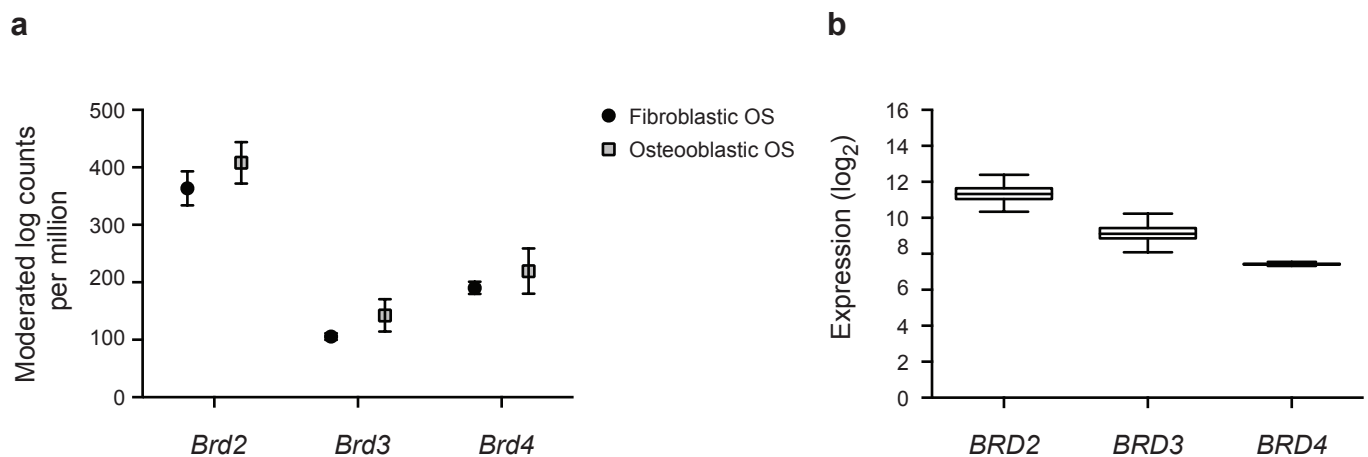 a
Moderated log counts
per million
500
400
300
200
100
0
Brd2 Brd3 Brd4
Fibroblastic OS
Osteooblastic OS
b
Expression (log2)
16
14
12
10
8
6
4
2
0
BRD2 BRD3 BRD4